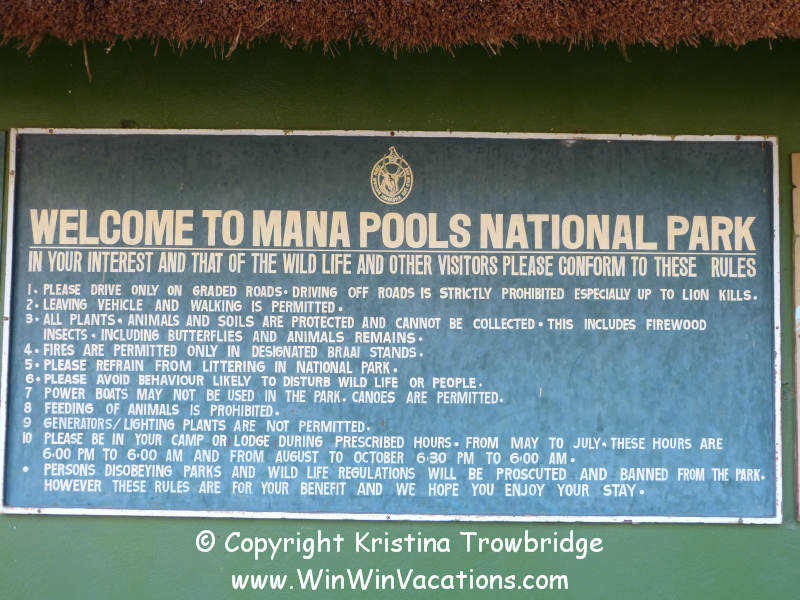 WELCOME TO MANA POOLS NATIONAL PARK
IN YOUR INTEREST AND THAT OF THE WILD LIFE AND OTHER VISITORS PLEASE CONFORM TO THESE RULES
1. PLEASE DRIVE ONLY ON GRADED ROADS. DRIVING OFF ROADS IS STRICTLY PROHIBITED ESPECIALLY UP TO LION KILLS.
2. LEAVING VEHICLE AND WALKING IS PERMITTED.
3. ALL PLANTS. ANIMALS AND SOILS ARE PROTECTED AND CANNOT BE COLLECTED. THIS INCLUDES FIREWOOD
INSECTS. INCLUDING BUTTERFLIES AND ANIMALS REMAINS.
4. FIRES ARE PERMITTED ONLY IN DESIGNATED BRAAI STANDS.
5. PLEASE REFRAIN FROM LITTERING IN NATIONAL PARK.
6. PLEASE AVOID BEHAVIOUR LIKELY TO DISTURB WILD LIFE OR PEOPLE.
7 POWER BOATS MAY NOT BE USED IN THE PARK. CANOES ARE PERMITTED.
8 FEEDING OF ANIMALS IS PROHIBITED.
9 GENERATORS/LIGHTING PLANTS ARE NOT PERMITTED.
10 PLEASE BE IN YOUR CAMP OR LODGE DURING PRESCRIBED HOURS. FROM MAY TO JULY. THESE HOURS ARE
6.00 PM TO 6.00 AM AND FROM AUGUST TO OCTOBER 6.30 PM TO 6.00 AM.
• PERSONS DISOBEYING PARKS AND WILD LIFE REGULATIONS WILL BE PROSCUTED AND BANNED FROM THE PARK.
HOWEVER THESE RULES ARE FOR YOUR BENEFIT AND WE HOPE YOU ENJOY YOUR STAY.
© Copyright Kristina Trowbridge
www.WinWinVacations.com